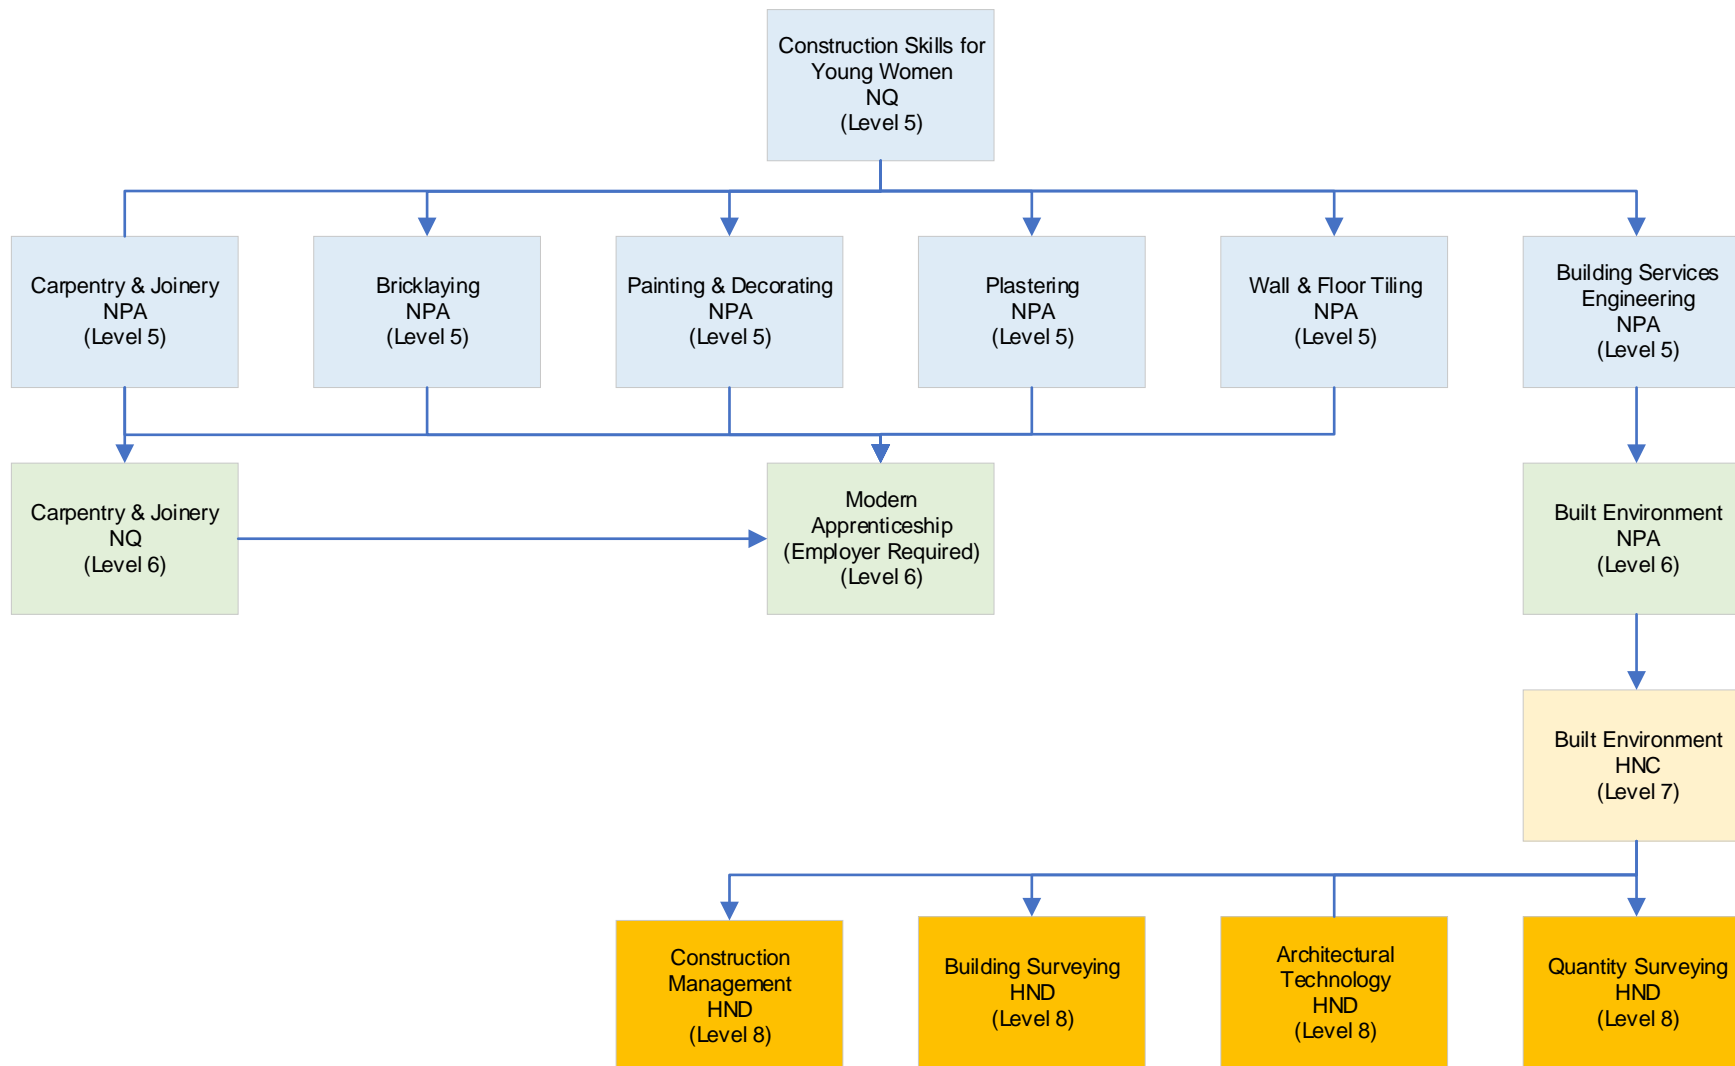 Construction Skills for
Young Women
NQ
(Level 5)
Carpentry & Joinery
NPA
(Level 5)
Bricklaying
NPA
(Level 5)
Painting & Decorating
NPA
(Level 5)
Plastering
NPA
(Level 5)
Wall & Floor Tiling
NPA
(Level 5)
Building Services
Engineering
NPA
(Level 5)
Carpentry & Joinery
NQ
(Level 6)
Modern
Apprenticeship
(Employer Required)
(Level 6)
Built Environment
NPA
(Level 6)
Built Environment
HNC
(Level 7)
Construction
Management
HND
(Level 8)
Building Surveying
HND
(Level 8)
Architectural
Technology
HND
(Level 8)
Quantity Surveying
HND
(Level 8)